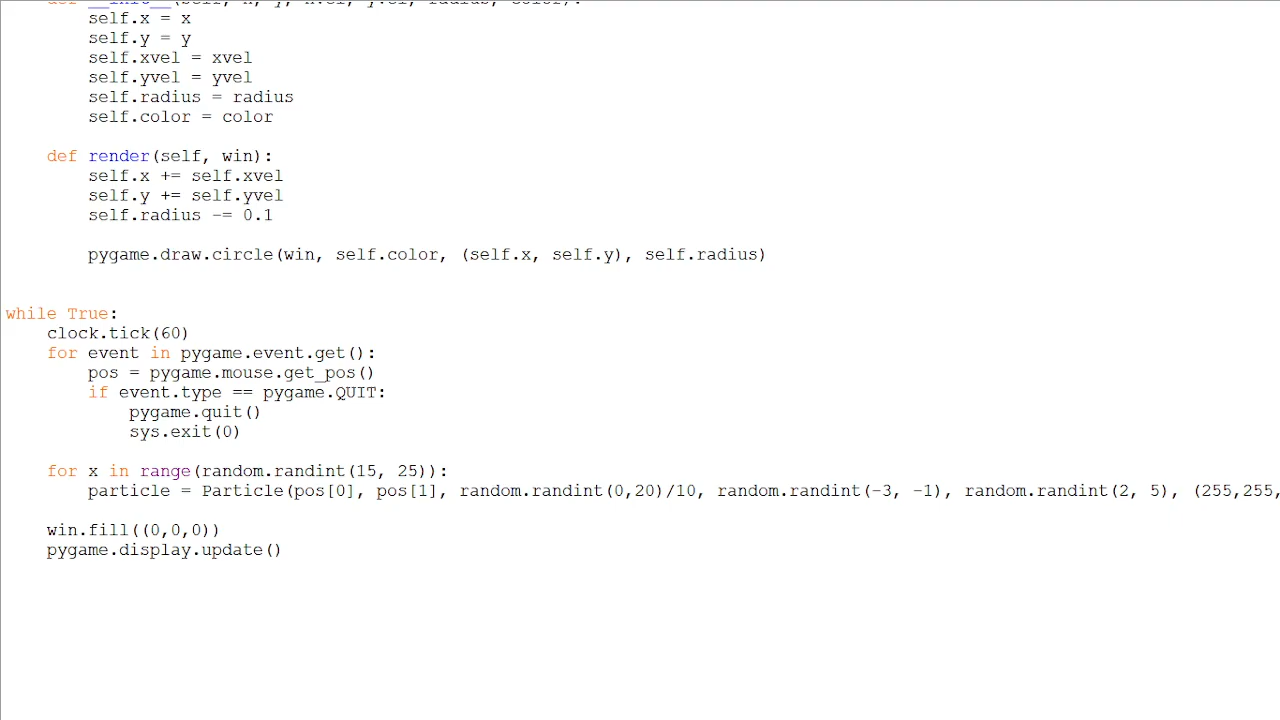 self.x = x
self.y = y
self.xvel = xvel
self.yvel = yvel
self.radius = radius
self.color = color
def render(self, win):
self.x += self.xvel
self.y += self.yvel
self.radius -= 0.1
pygame.draw.circle(win, self.color, (self.x, self.y), self.radius)
while True:
clock.tick(60)
for event in pygame.event.get():
pos = pygame.mouse.get_pos()
if event.type == pygame.QUIT:
pygame.quit()
sys.exit(0)
for x in range(random.randint(15, 25)):
particle = Particle(pos[0], pos[1], random.randint(0,20)/10, random.randint(-3, -1), random.randint(2, 5), (255,255,
win.fill((0,0,0))
pygame.display.update()